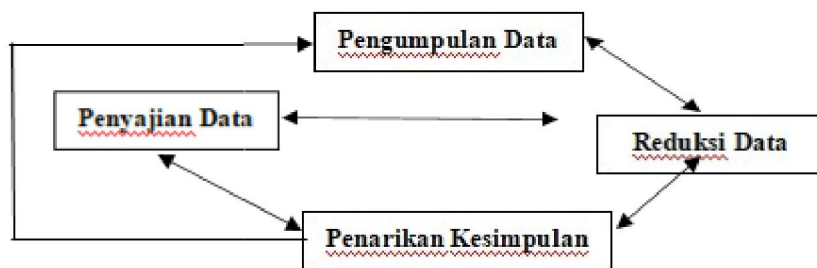 Pengumpulan Data
Penyajian Data
Reduksi Data
Penarikan Kesimpulan